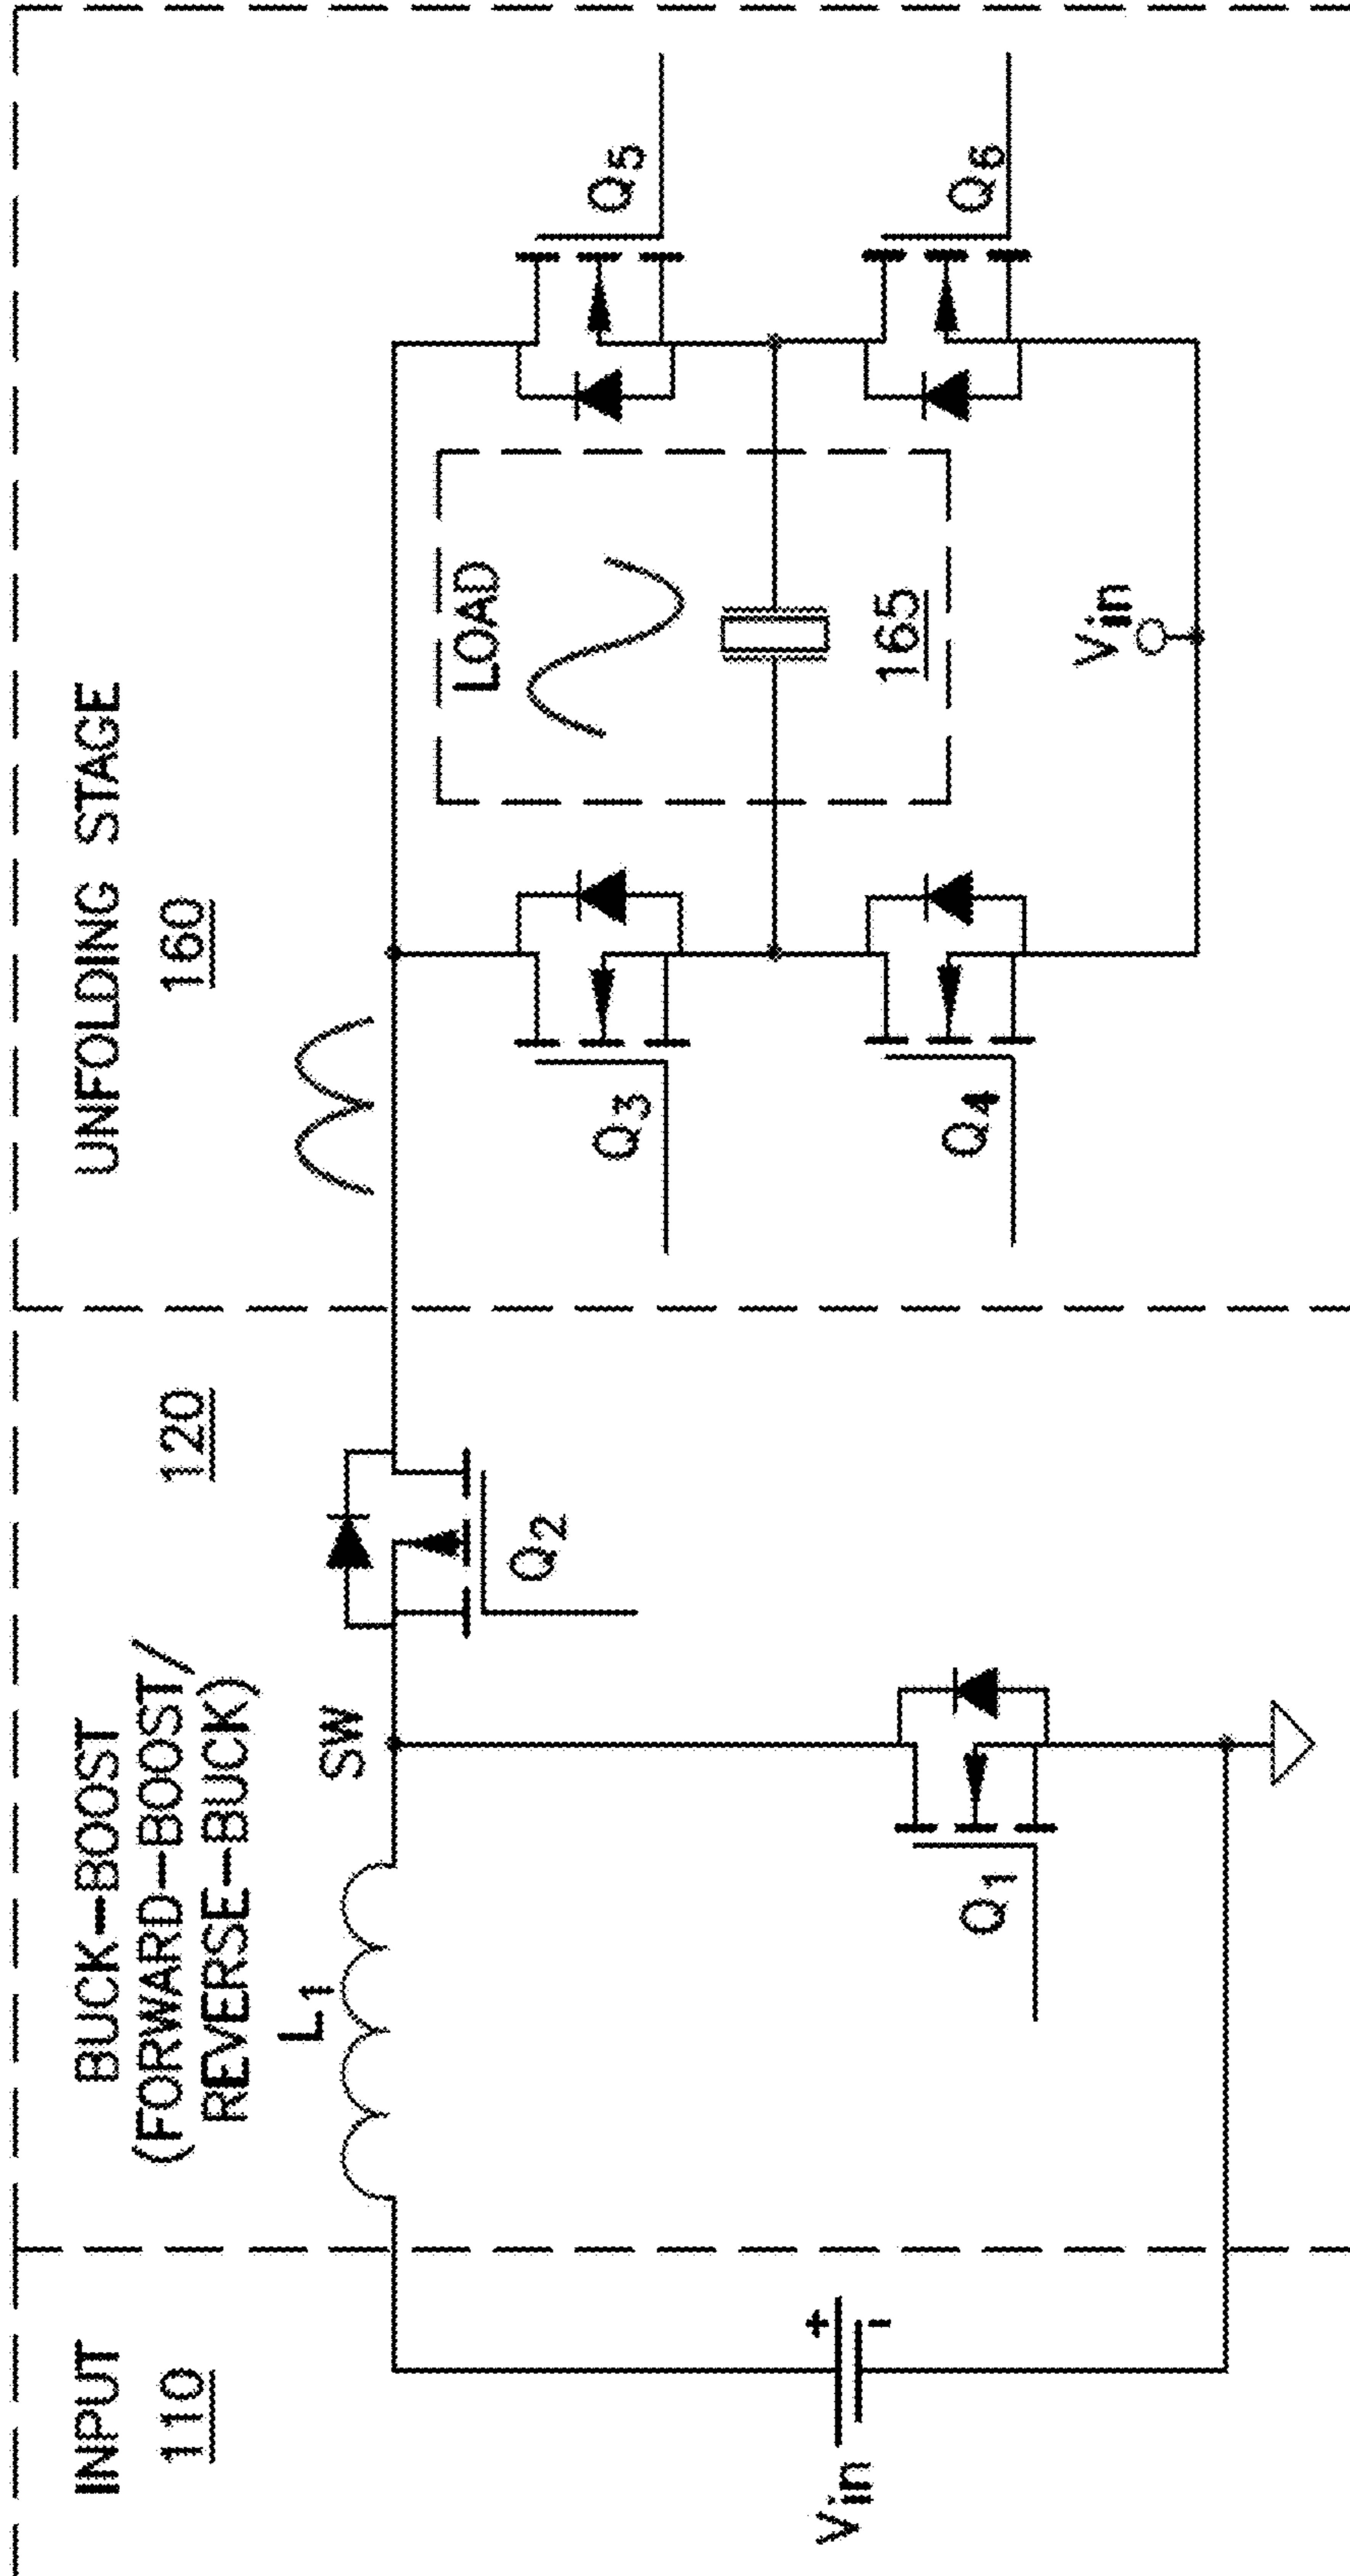 INPUT
110
BUCK-BOOST
(FORWARD-BOOST/
REVERSE-BUCK)
120
UNFOLDING STAGE
160
L1
SW
Q2
Q1
Vin
+
-
LOAD
165
Q3
Q4
Q5
Q6
Vin